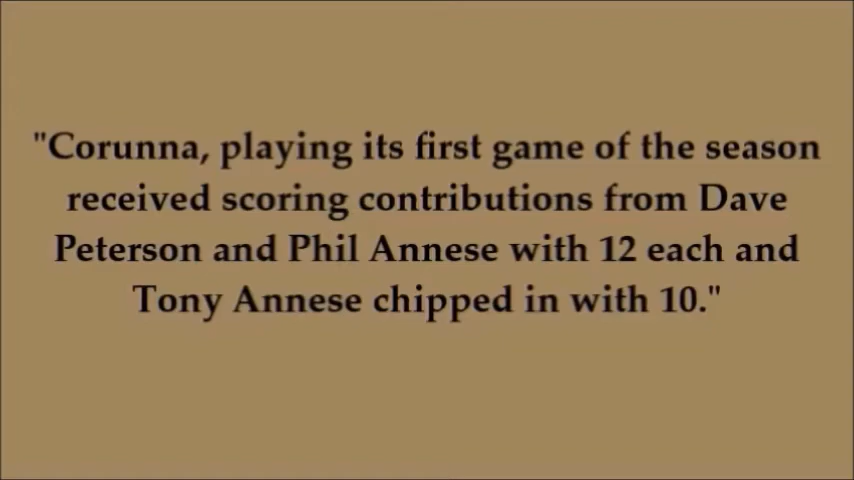 "Corunna, playing its first game of the season
received scoring contributions from Dave
Peterson and Phil Annese with 12 each and
Tony Annese chipped in with 10."